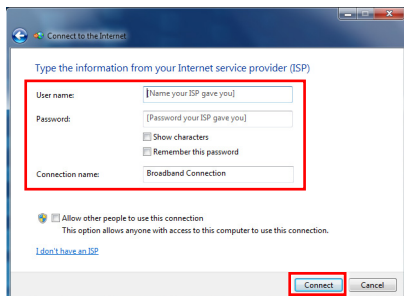 Connect to the Internet
Type the information from your Internet service provider (ISP)
User name: [Name your ISP gave you]
Password: [Password your ISP gave you]
Show characters
Remember this password
Connection name: Broadband Connection
Allow other people to use this connection
This option allows anyone with access to this computer to use this connection.
I don't have an ISP
Connect Cancel